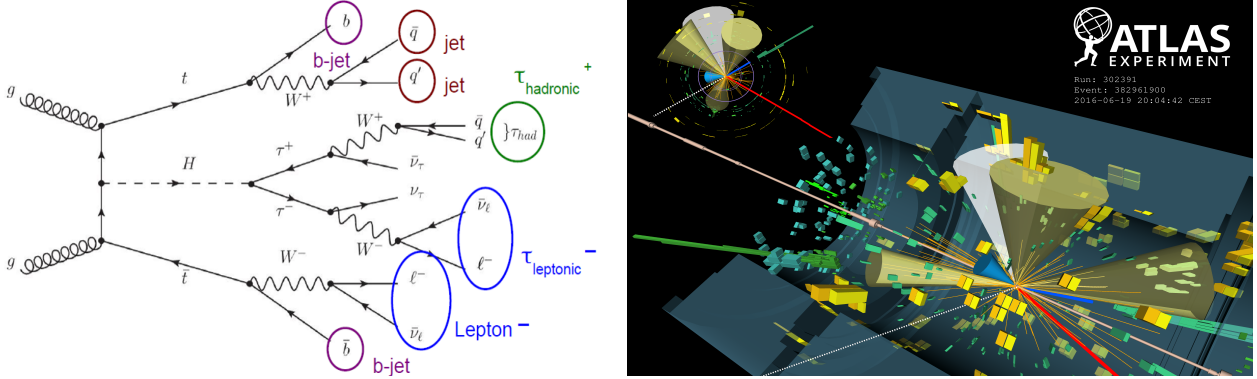 g
t
b
b-jet
W⁺
q̄
jet
q′
jet
τhadronic⁺
W⁺
q̄
q′
}τhad
τ⁺
ν̄τ
H
ντ
τ⁻
W⁻
ν̄ℓ
ℓ⁻
τleptonic⁻
g
t̄
W⁻
ℓ⁻
ν̄ℓ
Lepton⁻
b̄
b-jet
ATLAS
EXPERIMENT
Run: 302391
Event: 382961900
2016-06-19 20:04:42 CEST